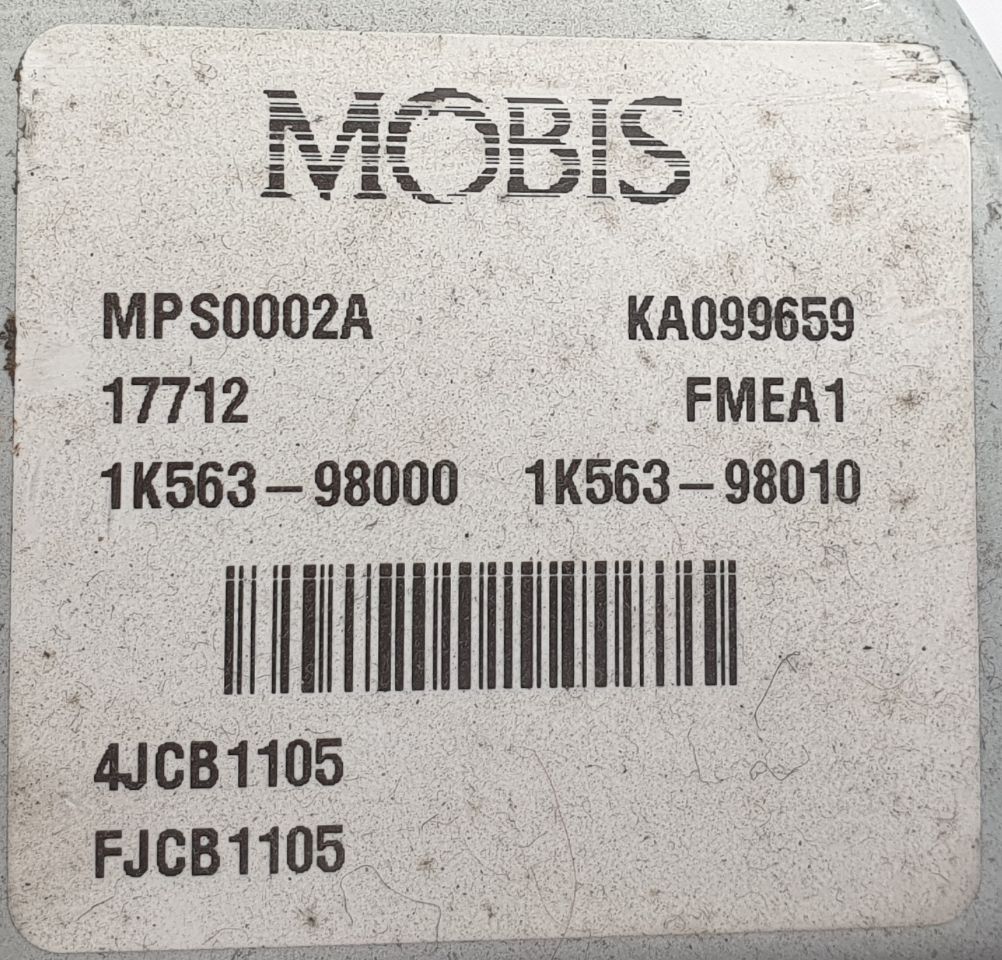 MOBIS
MPS0002A KA099659
17712 FMEA1
1K563-98000 1K563-98010
4JCB1105
FJCB1105